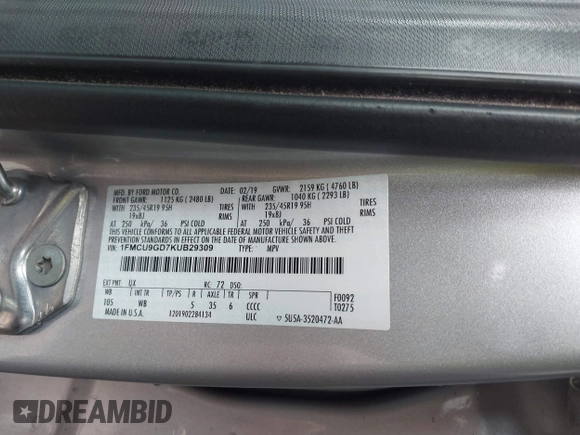 MFD. BY FORD MOTOR CO.
02/19
GVWR: 2159 KG ( 4760 LB)
FRONT GAWR: 1125 KG ( 2480 LB)
REAR GAWR: 1040 KG ( 2293 LB)
WITH 235/45R19 95H TIRES
WITH 235/45R19 95H TIRES
19x8J RIMS
19x8J RIMS
AT 250 kPa/ 36 PSI COLD
AT 250 kPa/ 36 PSI COLD
THIS VEHICLE CONFORMS TO ALL APPLICABLE FEDERAL MOTOR VEHICLE SAFETY AND THEFT
PREVENTION STANDARDS IN EFFECT ON THE DATE OF MANUFACTURE SHOWN ABOVE.
VIN: 1FMCU9GD7KUB29309
TYPE: MPV
EXT PNT: UX RC: 72 DSO:
WB BRK INT TR TP/PS R AXLE TR SPR
105 WB 5 35 6 CCCC
F0092
T0275
MADE IN U.S.A. 1201902284134 ULC
5U5A-3520472-AA
DREAMBID